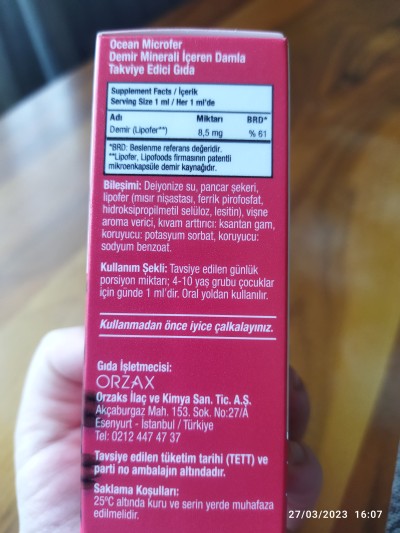 Ocean Microfer
Demir Minerali İçeren Damla
Takviye Edici Gıda
Supplement Facts / İçerik
Serving Size 1 ml / Her 1 ml'de
Adı Miktarı BRD*
Demir (Lipofer**) 8,5 mg % 61
*BRD: Beslenme referans değeridir.
**Lipofer, Lipofoods firmasının patentli
mikroenkapsüle demir kaynağıdır.
Bileşimi: Deiyonize su, pancar şekeri,
lipofer (mısır nişastası, ferrik pirofosfat,
hidroksipropilmetil selüloz, lesitin), vişne
aroma verici, kıvam arttırıcı: ksantan gam,
koruyucu: potasyum sorbat, koruyucu:
sodyum benzoat.
Kullanım Şekli: Tavsiye edilen günlük
porsiyon miktarı; 4-10 yaş grubu çocuklar
için günde 1 ml'dir. Oral yoldan kullanılır.
Kullanmadan önce iyice çalkalayınız.
Gıda İşletmecisi:
ORZAX
Orzaks İlaç ve Kimya San. Tic. A.Ş.
Akçaburgaz Mah. 153. Sok. No:27/A
Esenyurt - İstanbul / Türkiye
Tel: 0212 447 47 37
Tavsiye edilen tüketim tarihi (TETT) ve
parti no ambalajın altındadır.
Saklama Koşulları:
25°C altında kuru ve serin yerde muhafaza
edilmelidir.
27/03/2023 16:07